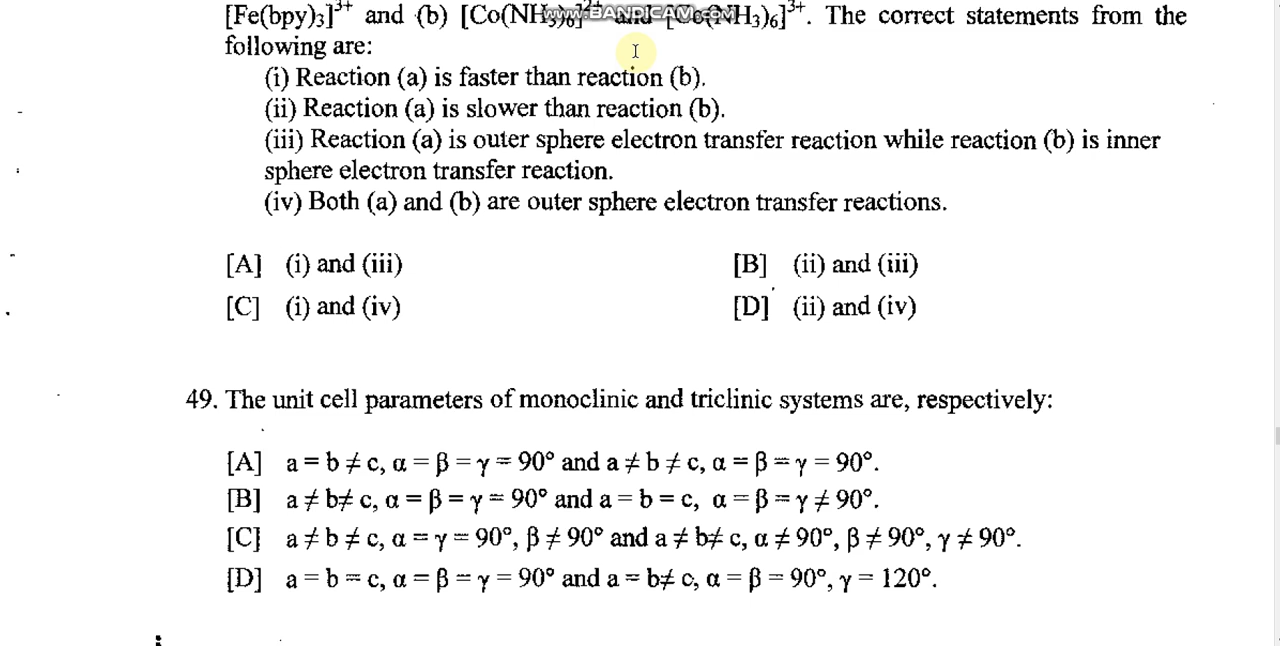 [Fe(bpy)₃]³⁺ and (b) [Co(NH₃)₆]²⁺ and [Co(NH₃)₆]³⁺. The correct statements from the
www.BANDICAM.com
following are:
(i) Reaction (a) is faster than reaction (b).
(ii) Reaction (a) is slower than reaction (b).
(iii) Reaction (a) is outer sphere electron transfer reaction while reaction (b) is inner
sphere electron transfer reaction.
(iv) Both (a) and (b) are outer sphere electron transfer reactions.
[A] (i) and (iii) [B] (ii) and (iii)
[C] (i) and (iv) [D] (ii) and (iv)
49. The unit cell parameters of monoclinic and triclinic systems are, respectively:
[A] a = b ≠ c, α = β = γ = 90° and a ≠ b ≠ c, α = β = γ = 90°.
[B] a ≠ b≠ c, α = β = γ = 90° and a = b = c, α = β = γ ≠ 90°.
[C] a ≠ b ≠ c, α = γ = 90°, β ≠ 90° and a ≠ b≠ c, α ≠ 90°, β ≠ 90°, γ ≠ 90°.
[D] a = b = c, α = β = γ = 90° and a = b≠ c, α = β = 90°, γ = 120°.